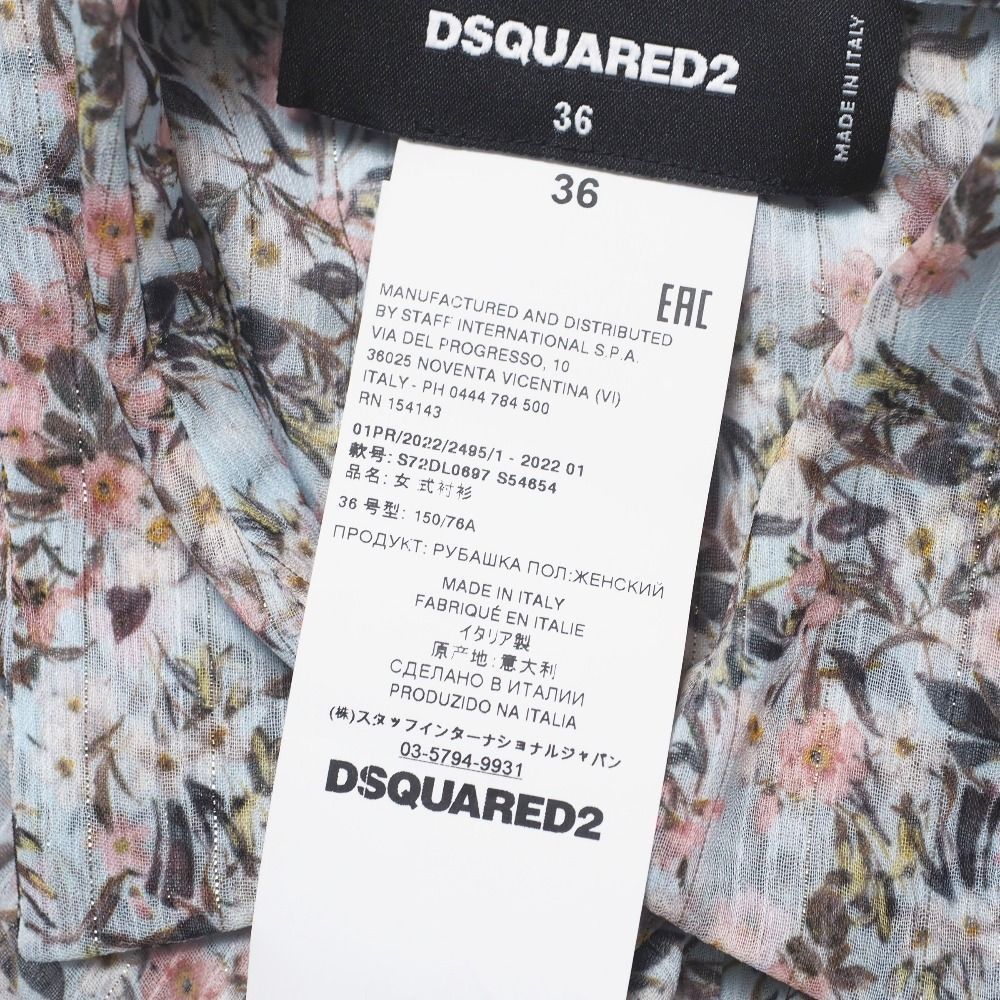 DSQUARED2
36
MADE IN ITALY
36
EAC
MANUFACTURED AND DISTRIBUTED
BY STAFF INTERNATIONAL S.P.A.
VIA DEL PROGRESSO, 10
36025 NOVENTA VICENTINA (VI)
ITALY - PH 0444 784 500
RN 154143
01PR/2022/2495/1 - 2022 01
款号: S72DL0697 S54654
品名: 女 式衬衫
36 号型: 150/76A
ПРОДУКТ: РУБАШКА ПОЛ:ЖЕНСКИЙ
MADE IN ITALY
FABRIQUÉ EN ITALIE
イタリア製
原产地: 意大利
СДЕЛАНО В ИТАЛИИ
PRODUZIDO NA ITALIA
(株)スタッフインターナショナルジャパン
03-5794-9931
DSQUARED2